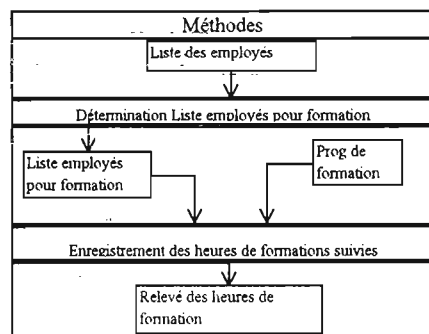 Méthodes
Liste des employés
Détermination Liste employés pour formation
Liste employés
pour formation
Prog de
formation
Enregistrement des heures de formations suivies
Relevé des heures de
formation